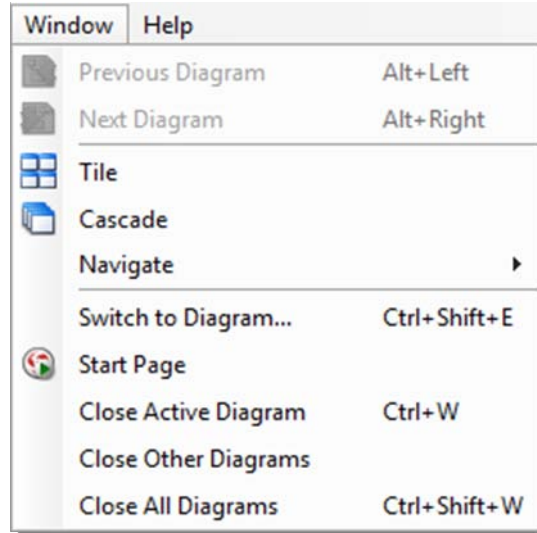 Window Help
Previous Diagram Alt+Left
Next Diagram Alt+Right
Tile
Cascade
Navigate
Switch to Diagram... Ctrl+Shift+E
Start Page
Close Active Diagram Ctrl+W
Close Other Diagrams
Close All Diagrams Ctrl+Shift+W